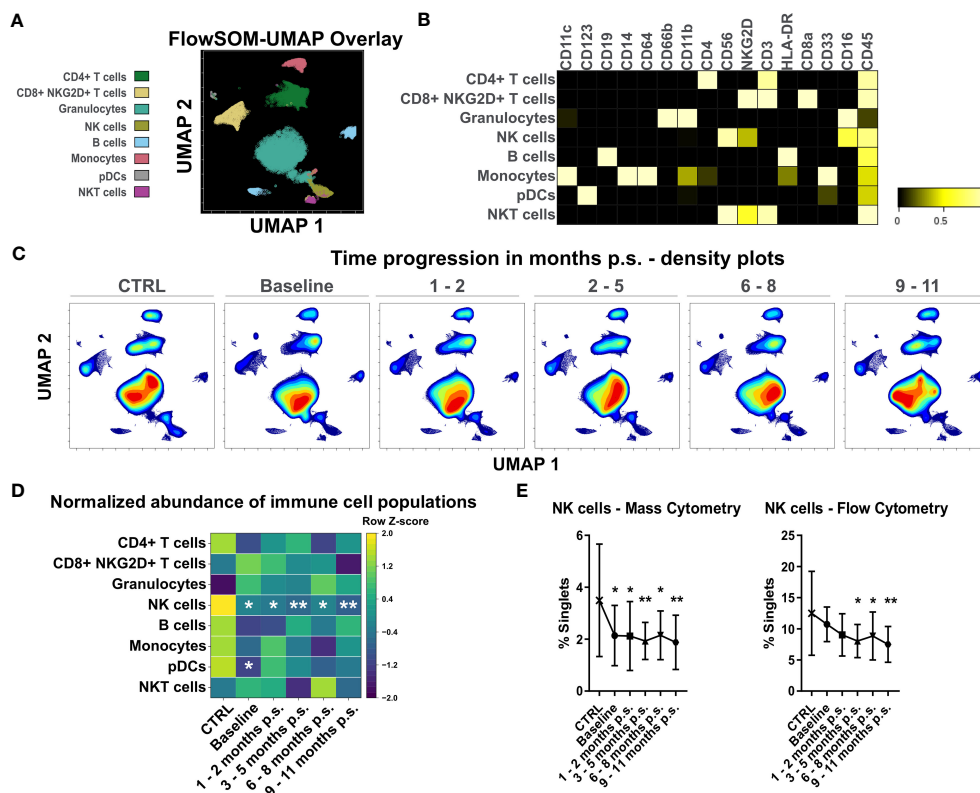 A
FlowSOM-UMAP Overlay
CD4+ T cells
CD8+ NKG2D+ T cells
Granulocytes
NK cells
B cells
Monocytes
pDCs
NKT cells
UMAP 2
UMAP 1
B
CD11c
CD123
CD19
CD14
CD64
CD66b
CD11b
CD4
CD56
NKG2D
CD3
HLA-DR
CD8a
CD33
CD16
CD45
CD4+ T cells
CD8+ NKG2D+ T cells
Granulocytes
NK cells
B cells
Monocytes
pDCs
NKT cells
0
0.5
C
Time progression in months p.s. - density plots
CTRL
Baseline
1 - 2
2 - 5
6 - 8
9 - 11
UMAP 2
UMAP 1
D
Normalized abundance of immune cell populations
Row Z-score
2.0
1.2
0.4
-0.4
-1.2
-2.0
CD4+ T cells
CD8+ NKG2D+ T cells
Granulocytes
NK cells * * ** * **
B cells
Monocytes
pDCs *
NKT cells
CTRL
Baseline
1 - 2 months p.s.
3 - 5 months p.s.
6 - 8 months p.s.
9 - 11 months p.s.
E
NK cells - Mass Cytometry
% Singlets
6
4
2
0
* * ** * **
CTRL
Baseline
1 - 2 months p.s.
3 - 5 months p.s.
6 - 8 months p.s.
9 - 11 months p.s.
NK cells - Flow Cytometry
% Singlets
25
20
15
10
5
0
* * **
CTRL
Baseline
1 - 2 months p.s.
3 - 5 months p.s.
6 - 8 months p.s.
9 - 11 months p.s.